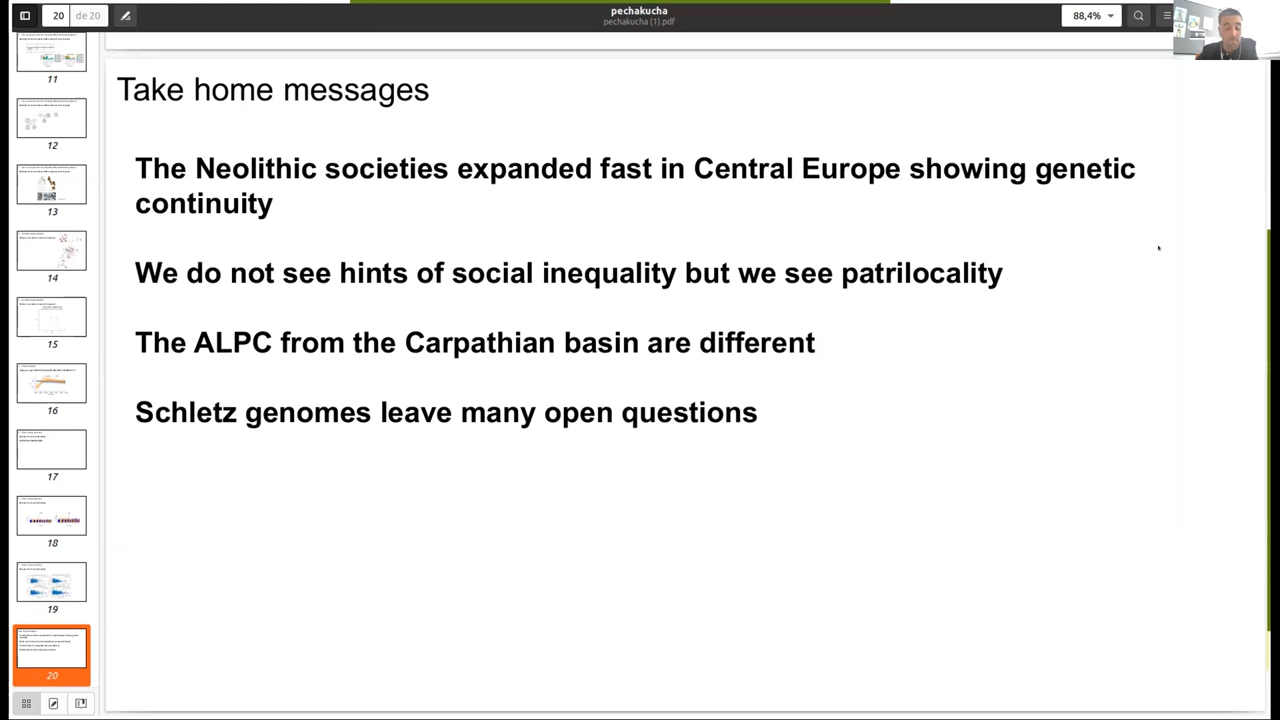 20
de 20
pechakucha
pechakucha (1).pdf
88,4%
Take home messages
The Neolithic societies expanded fast in Central Europe showing genetic
continuity
We do not see hints of social inequality but we see patrilocality
The ALPC from the Carpathian basin are different
Schletz genomes leave many open questions
11
12
13
14
15
16
17
18
19
20